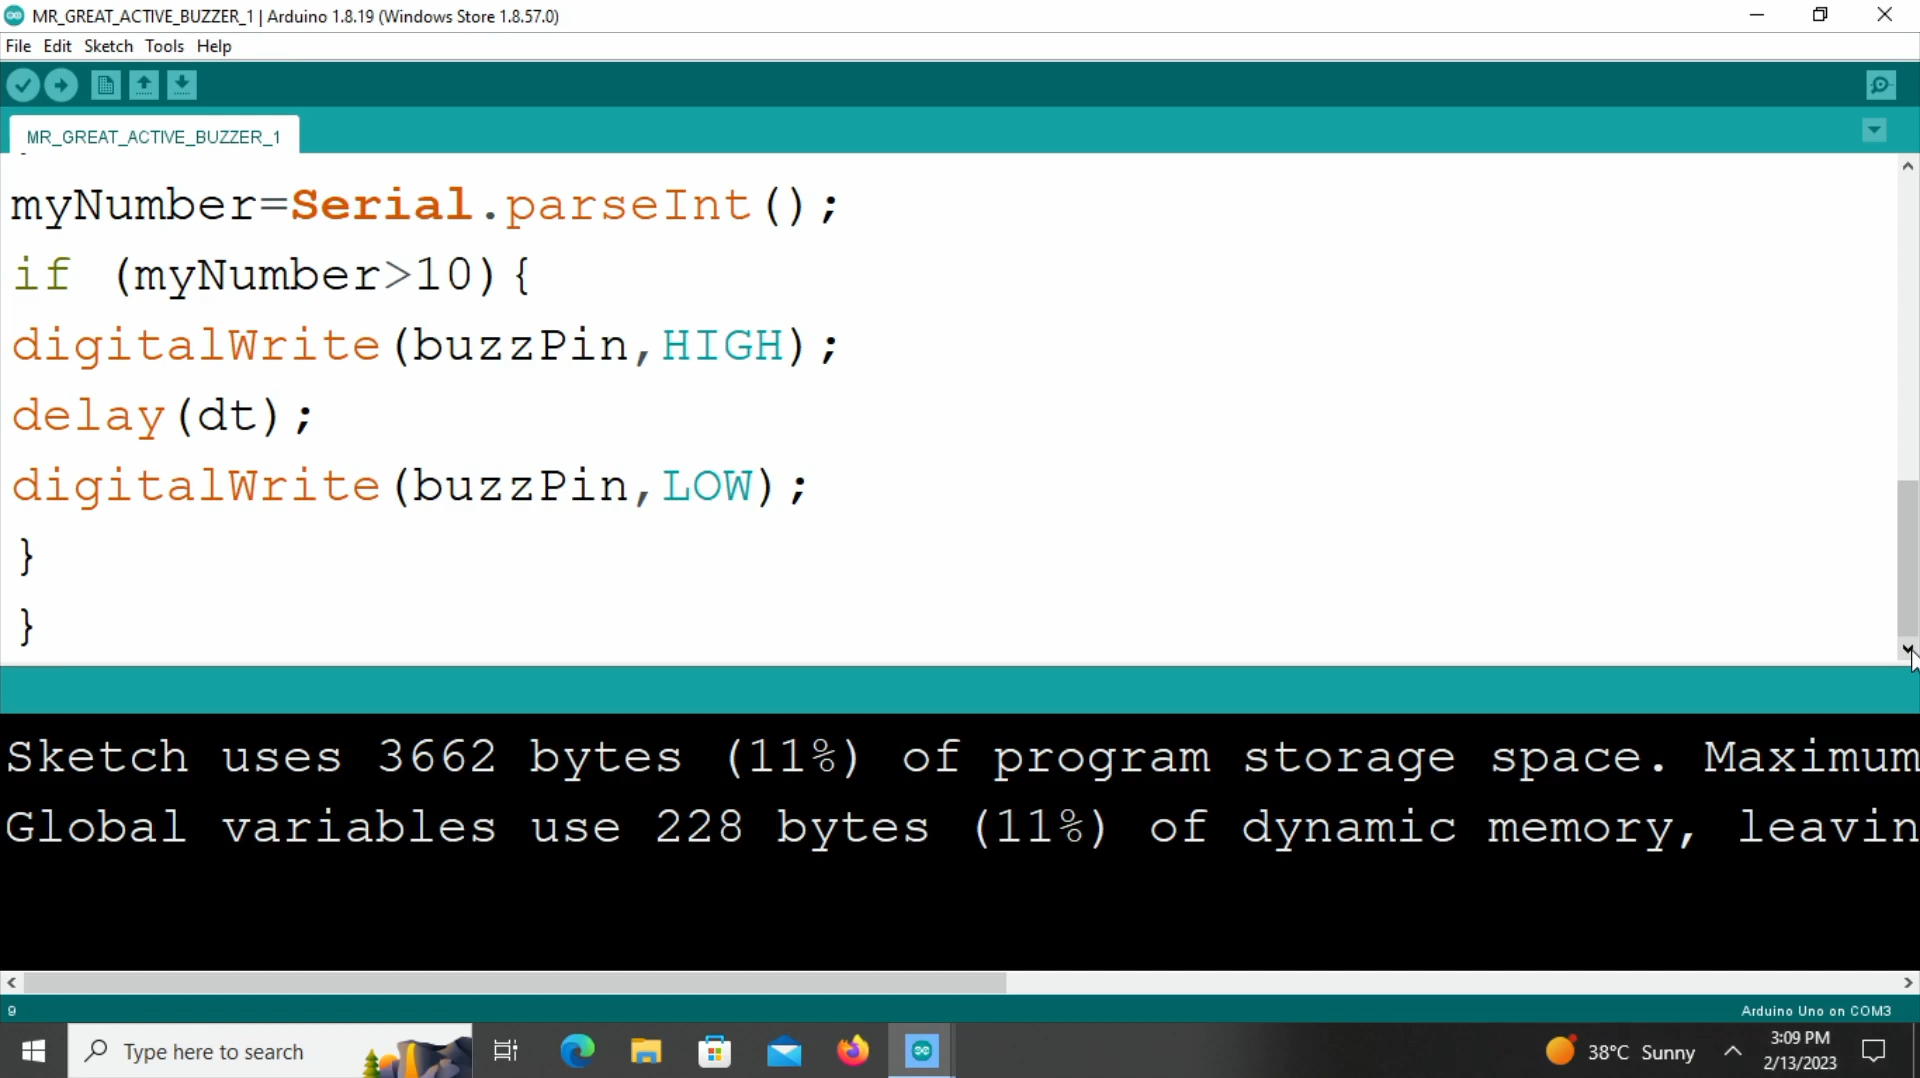 MR_GREAT_ACTIVE_BUZZER_1 | Arduino 1.8.19 (Windows Store 1.8.57.0)
File Edit Sketch Tools Help
MR_GREAT_ACTIVE_BUZZER_1
myNumber=Serial.parseInt();
if (myNumber>10){
digitalWrite(buzzPin,HIGH);
delay(dt);
digitalWrite(buzzPin,LOW);
}
}
Sketch uses 3662 bytes (11%) of program storage space. Maximum
Global variables use 228 bytes (11%) of dynamic memory, leavin
9
Arduino Uno on COM3
Type here to search
38°C Sunny
3:09 PM
2/13/2023